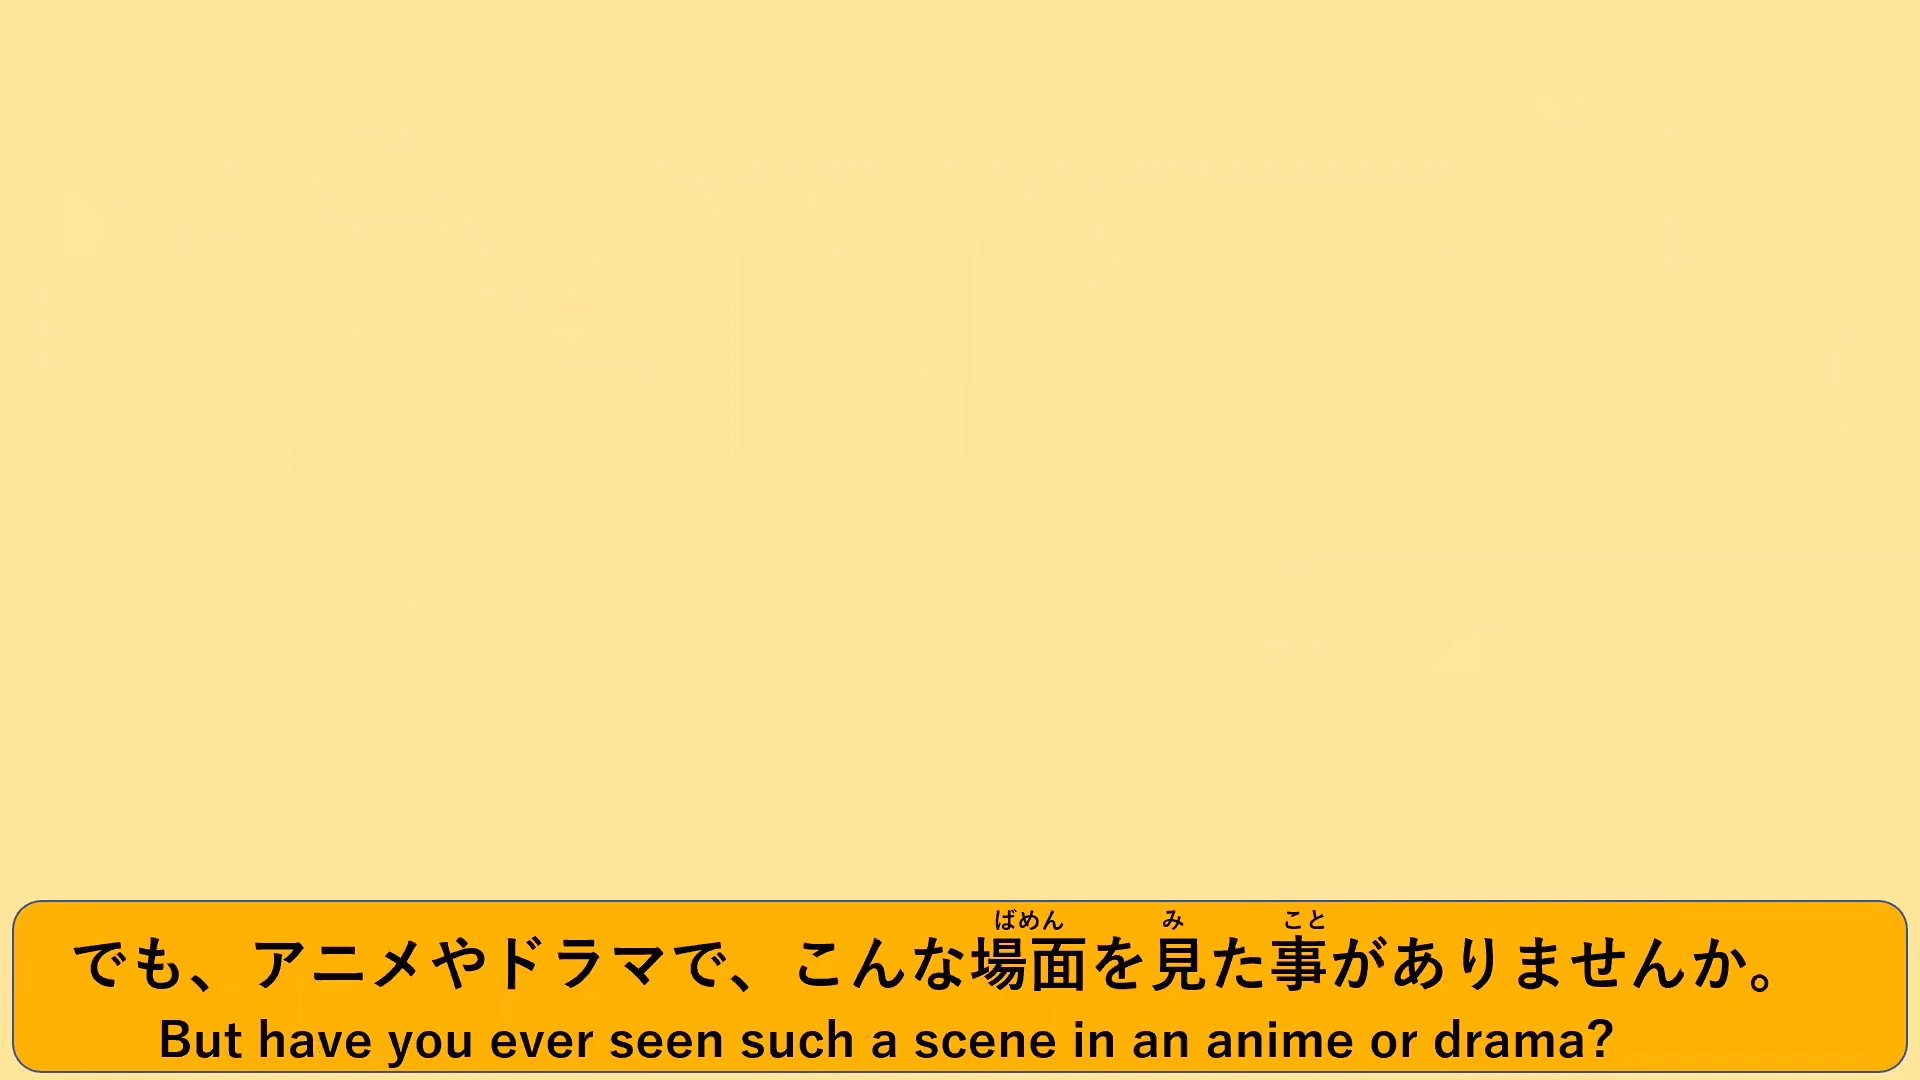 ばめん み こと
でも、アニメやドラマで、こんな場面を見た事がありませんか。
But have you ever seen such a scene in an anime or drama?